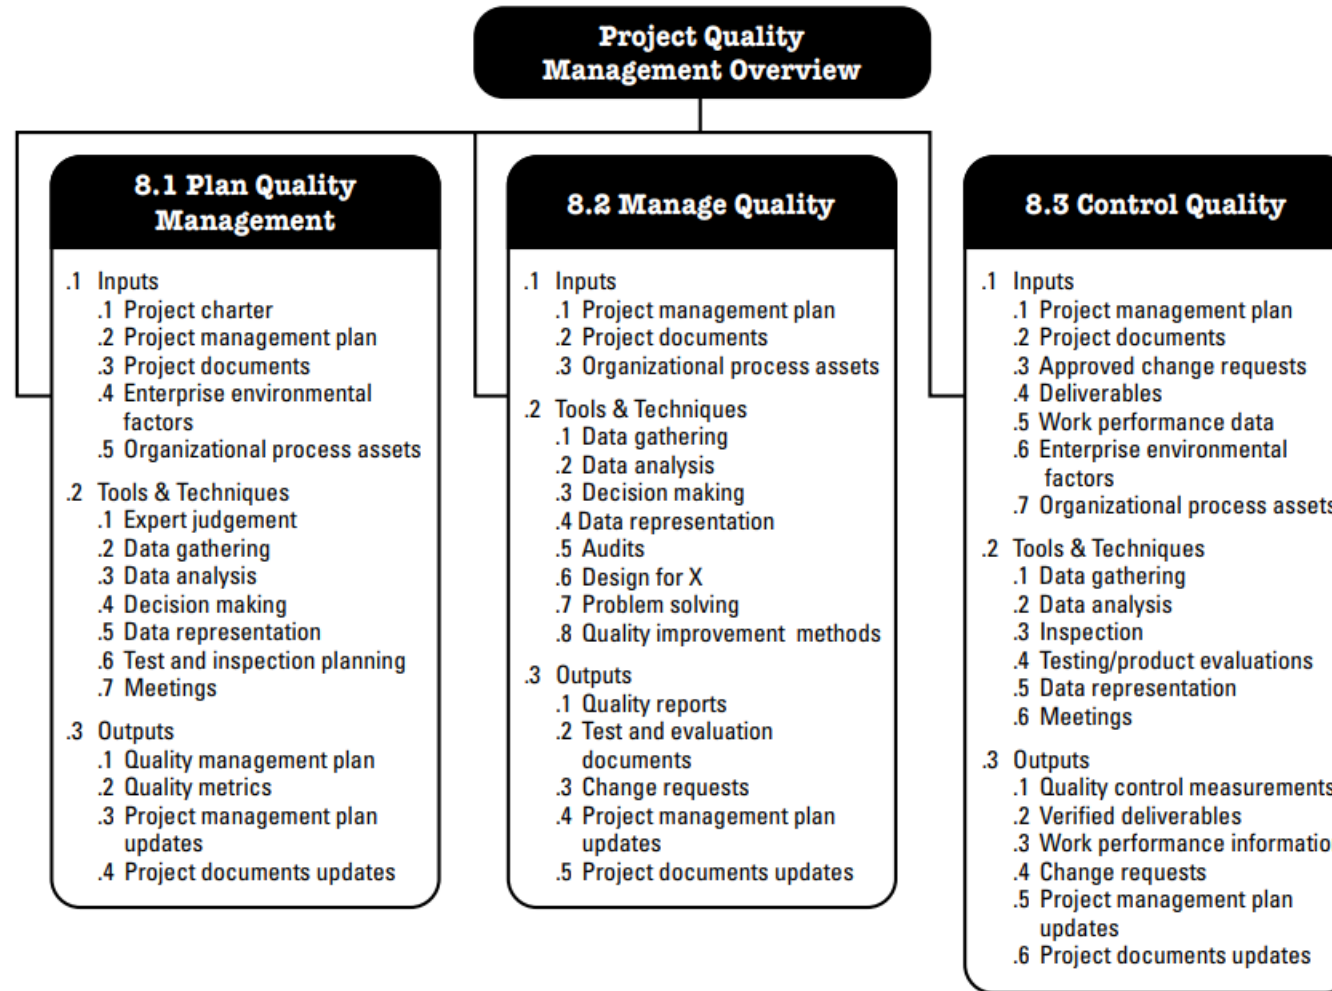 Project Quality
Management Overview
8.1 Plan Quality
Management
.1 Inputs
.1 Project charter
.2 Project management plan
.3 Project documents
.4 Enterprise environmental
factors
.5 Organizational process assets
.2 Tools & Techniques
.1 Expert judgement
.2 Data gathering
.3 Data analysis
.4 Decision making
.5 Data representation
.6 Test and inspection planning
.7 Meetings
.3 Outputs
.1 Quality management plan
.2 Quality metrics
.3 Project management plan
updates
.4 Project documents updates
8.2 Manage Quality
.1 Inputs
.1 Project management plan
.2 Project documents
.3 Organizational process assets
.2 Tools & Techniques
.1 Data gathering
.2 Data analysis
.3 Decision making
.4 Data representation
.5 Audits
.6 Design for X
.7 Problem solving
.8 Quality improvement methods
.3 Outputs
.1 Quality reports
.2 Test and evaluation
documents
.3 Change requests
.4 Project management plan
updates
.5 Project documents updates
8.3 Control Quality
.1 Inputs
.1 Project management plan
.2 Project documents
.3 Approved change requests
.4 Deliverables
.5 Work performance data
.6 Enterprise environmental
factors
.7 Organizational process assets
.2 Tools & Techniques
.1 Data gathering
.2 Data analysis
.3 Inspection
.4 Testing/product evaluations
.5 Data representation
.6 Meetings
.3 Outputs
.1 Quality control measurements
.2 Verified deliverables
.3 Work performance informatio
.4 Change requests
.5 Project management plan
updates
.6 Project documents updates